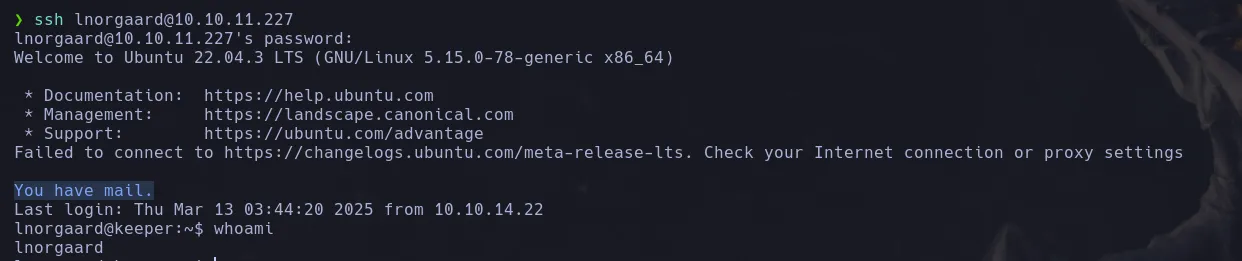 ❯ ssh lnorgaard@10.10.11.227
lnorgaard@10.10.11.227's password:
Welcome to Ubuntu 22.04.3 LTS (GNU/Linux 5.15.0-78-generic x86_64)
* Documentation: https://help.ubuntu.com
* Management: https://landscape.canonical.com
* Support: https://ubuntu.com/advantage
Failed to connect to https://changelogs.ubuntu.com/meta-release-lts. Check your Internet connection or proxy settings
You have mail.
Last login: Thu Mar 13 03:44:20 2025 from 10.10.14.22
lnorgaard@keeper:~$ whoami
lnorgaard